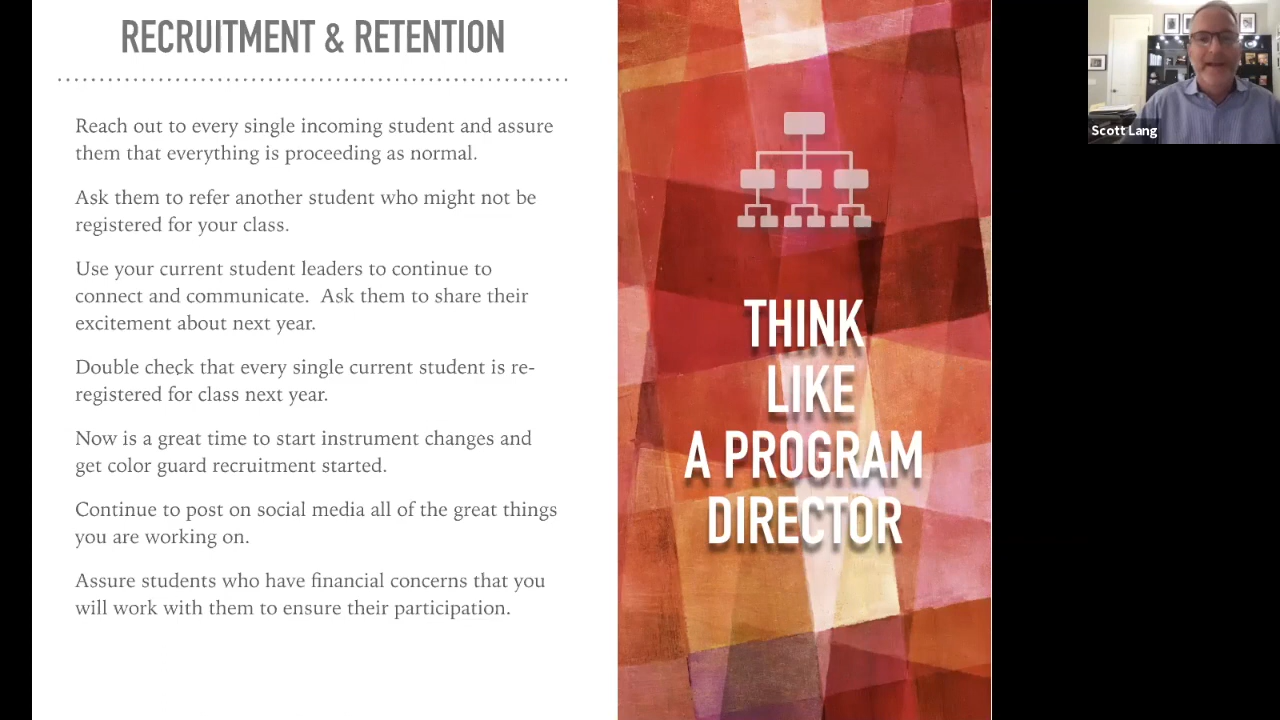 RECRUITMENT & RETENTION
Reach out to every single incoming student and assure
them that everything is proceeding as normal.
Ask them to refer another student who might not be
registered for your class.
Use your current student leaders to continue to
connect and communicate.  Ask them to share their
excitement about next year.
Double check that every single current student is re-
registered for class next year.
Now is a great time to start instrument changes and
get color guard recruitment started.
Continue to post on social media all of the great things
you are working on.
Assure students who have financial concerns that you
will work with them to ensure their participation.
THINK
LIKE
A PROGRAM
DIRECTOR
Scott Lang